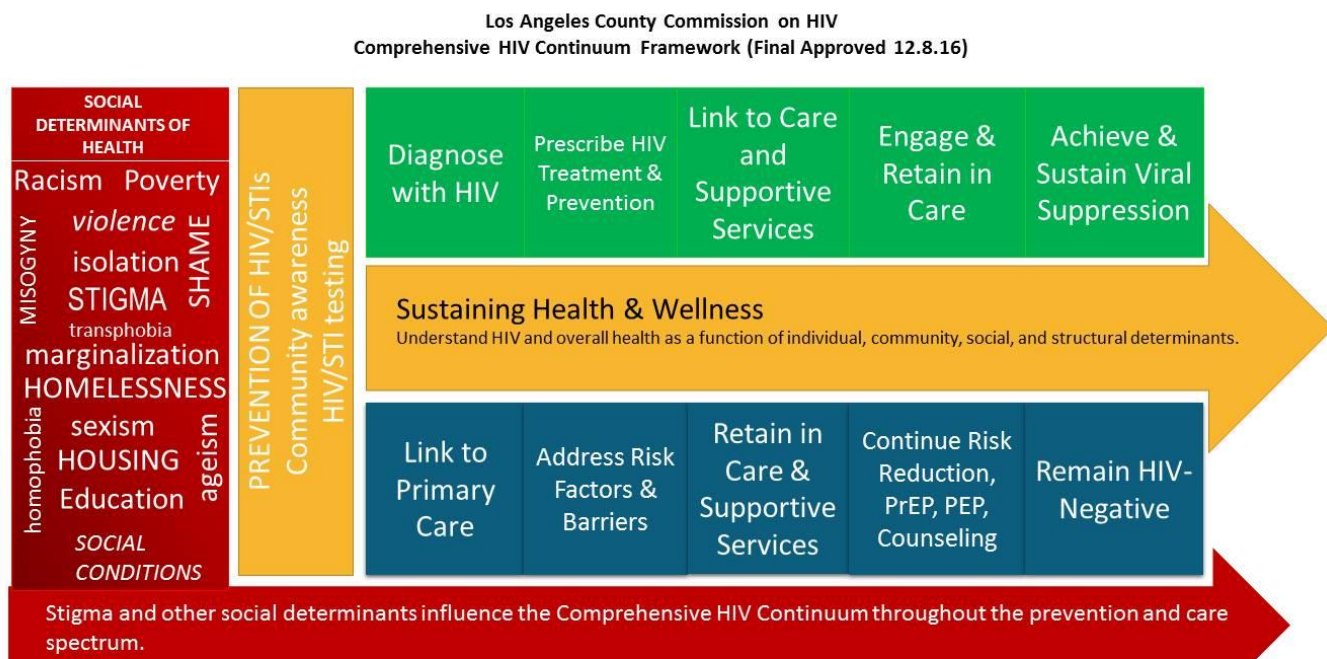 Los Angeles County Commission on HIV
Comprehensive HIV Continuum Framework (Final Approved 12.8.16)
SOCIAL
DETERMINANTS OF
HEALTH
Racism Poverty
MISOGYNY
violence
SHAME
isolation
STIGMA
transphobia
marginalization
HOMELESSNESS
homophobia
sexism
ageism
HOUSING
Education
SOCIAL
CONDITIONS
PREVENTION OF HIV/STIs
Community awareness
HIV/STI testing
Diagnose
with HIV
Prescribe HIV
Treatment &
Prevention
Link to Care
and
Supportive
Services
Engage &
Retain in
Care
Achieve &
Sustain Viral
Suppression
Sustaining Health & Wellness
Understand HIV and overall health as a function of individual, community, social, and structural determinants.
Link to
Primary
Care
Address Risk
Factors &
Barriers
Retain in
Care &
Supportive
Services
Continue Risk
Reduction,
PrEP, PEP,
Counseling
Remain HIV-
Negative
Stigma and other social determinants influence the Comprehensive HIV Continuum throughout the prevention and care
spectrum.